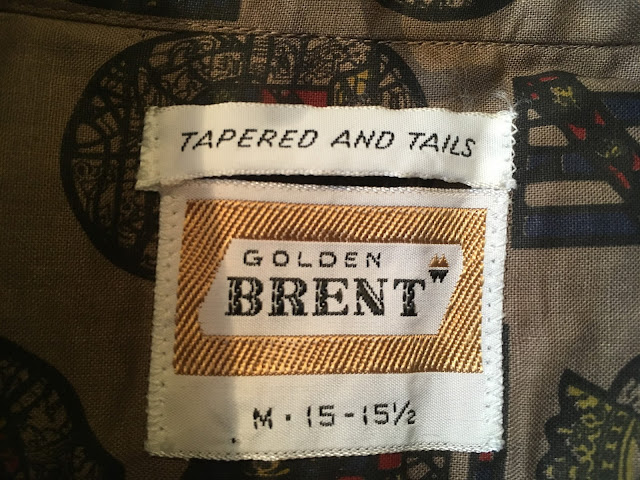 TAPERED AND TAILS
GOLDEN
BRENT
M · 15 - 15½